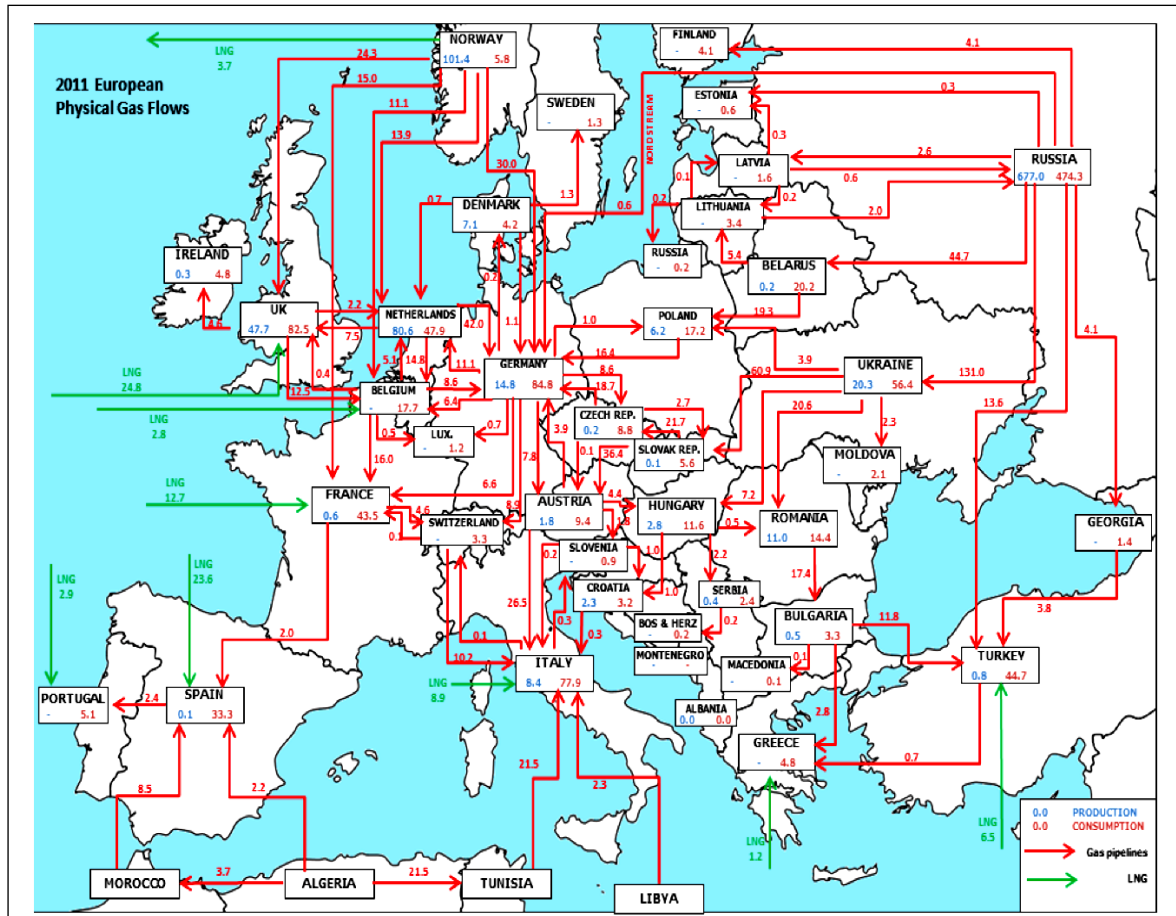 NORWAY
101.4 5.8
LNG
3.7
24.3
15.0
11.1
13.9
30.0
2011 European
Physical Gas Flows
FINLAND
- 4.1
4.1
ESTONIA
- 0.6
0.3
SWEDEN
- 1.3
NORDSTREAM
0.3
LATVIA
- 1.6
2.6
0.6
RUSSIA
677.0 474.3
0.1
0.2
0.2
LITHUANIA
- 3.4
2.0
0.6
1.3
0.7
DENMARK
7.1 4.2
IRELAND
0.3 4.8
RUSSIA
- 0.2
5.4
BELARUS
0.2 20.2
44.7
0.2
UK
47.7 82.5
4.6
2.2
7.5
NETHERLANDS
80.6 47.9
42.0
1.1
1.0
POLAND
6.2 17.2
19.3
4.1
5.1
14.8
11.1
GERMANY
14.8 84.8
16.4
3.9
UKRAINE
20.3 56.4
131.0
60.9
LNG
24.8
12.5
0.4
BELGIUM
- 17.7
8.6
6.4
8.6
18.7
LNG
2.8
0.5
LUX.
- 1.2
0.7
3.9
CZECH REP.
0.2 8.8
2.7
21.7
20.6
2.3
13.6
16.0
7.8
0.1
36.4
SLOVAK REP.
0.1 5.6
MOLDOVA
- 2.1
LNG
12.7
FRANCE
0.6 43.5
6.6
4.6
0.1
8.9
SWITZERLAND
- 3.3
AUSTRIA
1.8 9.4
4.4
1.8
HUNGARY
2.8 11.6
7.2
0.5
ROMANIA
11.0 14.4
GEORGIA
- 1.4
LNG
2.9
LNG
23.6
0.2
SLOVENIA
- 0.9
1.0
2.2
17.4
26.5
CROATIA
2.3 3.2
1.0
SERBIA
0.4 2.4
3.8
0.3
0.3
BOS & HERZ
- 0.2
0.2
BULGARIA
0.5 3.3
11.8
2.0
0.1
10.2
ITALY
8.4 77.9
LNG
8.9
MONTENEGRO
- -
MACEDONIA
- 0.1
0.1
TURKEY
0.8 44.7
PORTUGAL
- 5.1
2.4
SPAIN
0.1 33.3
ALBANIA
0.0 0.0
2.8
GREECE
- 4.8
0.7
8.5
2.2
21.5
2.3
LNG
1.2
LNG
6.5
0.0 PRODUCTION
0.0 CONSUMPTION
Gas pipelines
LNG
MOROCCO
3.7
ALGERIA
21.5
TUNISIA
LIBYA